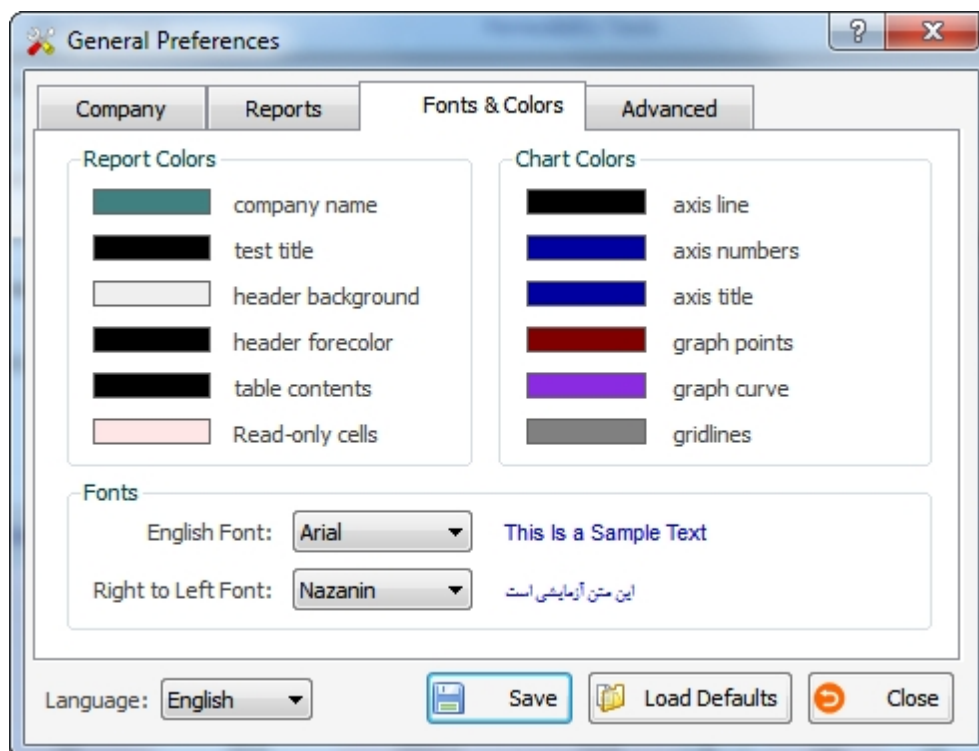 General Preferences
Company Reports Fonts & Colors Advanced
Report Colors
company name
test title
header background
header forecolor
table contents
Read-only cells
Chart Colors
axis line
axis numbers
axis title
graph points
graph curve
gridlines
Fonts
English Font: Arial This Is a Sample Text
Right to Left Font: Nazanin این متن آزمایشی است
Language: English Save Load Defaults Close